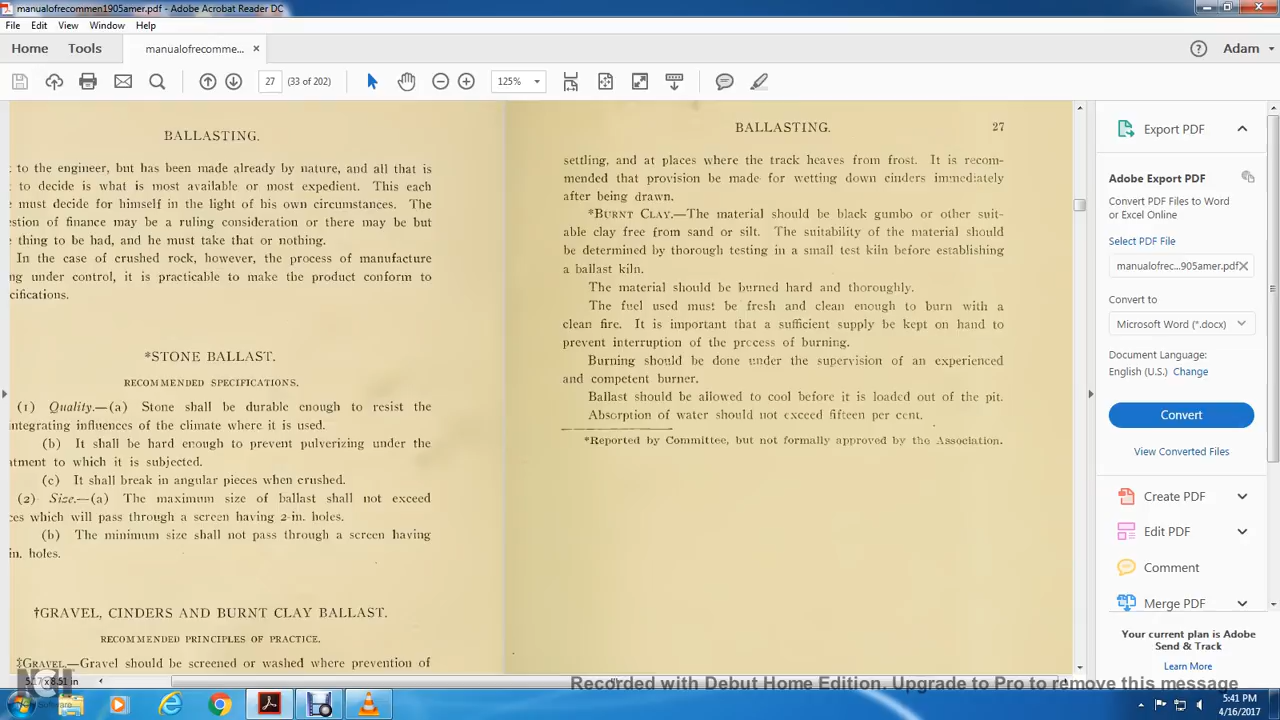 manualofrecommen1905amer.pdf - Adobe Acrobat Reader DC
File Edit View Window Help
Home Tools manualofrecomme... × Adam
27 (33 of 202) 125%
BALLASTING.
t to the engineer, but has been made already by nature, and all that is
t to decide is what is most available or most expedient. This each
e must decide for himself in the light of his own circumstances. The
estion of finance may be a ruling consideration or there may be but
e thing to be had, and he must take that or nothing.
In the case of crushed rock, however, the process of manufacture
ng under control, it is practicable to make the product conform to
cifications.
*STONE BALLAST.
RECOMMENDED SPECIFICATIONS.
(1) Quality.—(a) Stone shall be durable enough to resist the
integrating influences of the climate where it is used.
(b) It shall be hard enough to prevent pulverizing under the
atment to which it is subjected.
(c) It shall break in angular pieces when crushed.
(2) Size.—(a) The maximum size of ballast shall not exceed
ces which will pass through a screen having 2-in. holes.
(b) The minimum size shall not pass through a screen having
in. holes.
†GRAVEL, CINDERS AND BURNT CLAY BALLAST.
RECOMMENDED PRINCIPLES OF PRACTICE.
‡GRAVEL.—Gravel should be screened or washed where prevention of
5.17 x 8.51 in
BALLASTING. 27
settling, and at places where the track heaves from frost. It is recom-
mended that provision be made for wetting down cinders immediately
after being drawn.
*BURNT CLAY.—The material should be black gumbo or other suit-
able clay free from sand or silt. The suitability of the material should
be determined by thorough testing in a small test kiln before establishing
a ballast kiln.
The material should be burned hard and thoroughly.
The fuel used must be fresh and clean enough to burn with a
clean fire. It is important that a sufficient supply be kept on hand to
prevent interruption of the process of burning.
Burning should be done under the supervision of an experienced
and competent burner.
Ballast should be allowed to cool before it is loaded out of the pit.
Absorption of water should not exceed fifteen per cent.
*Reported by Committee, but not formally approved by the Association.
Export PDF
Adobe Export PDF
Convert PDF Files to Word
or Excel Online
Select PDF File
manualofrec...905amer.pdf ×
Convert to
Microsoft Word (*.docx)
Document Language:
English (U.S.) Change
Convert
View Converted Files
Create PDF
Edit PDF
Comment
Merge PDF
Your current plan is Adobe
Send & Track
Learn More
Recorded with Debut Home Edition. Upgrade to Pro to remove this message
NCH
Software
5:41 PM
4/16/2017